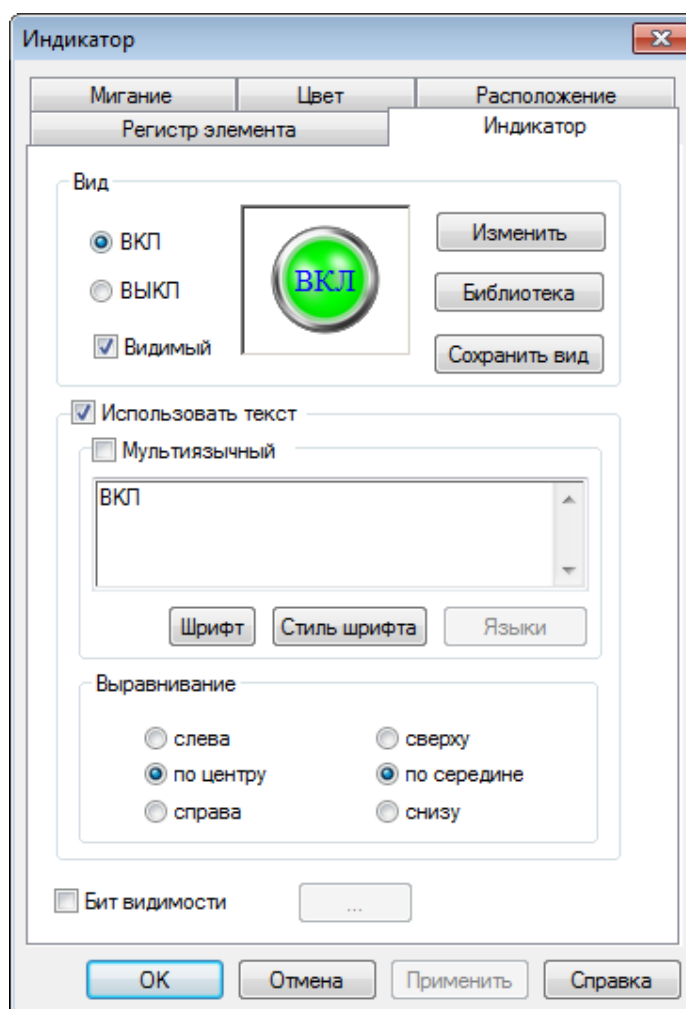 Индикатор
Мигание Цвет Расположение
Регистр элемента Индикатор
Вид
ВКЛ
ВЫКЛ
Видимый
ВКЛ
Изменить
Библиотека
Сохранить вид
Использовать текст
Мультиязычный
ВКЛ
Шрифт Стиль шрифта Языки
Выравнивание
слева сверху
по центру по середине
справа снизу
Бит видимости ...
OK Отмена Применить Справка